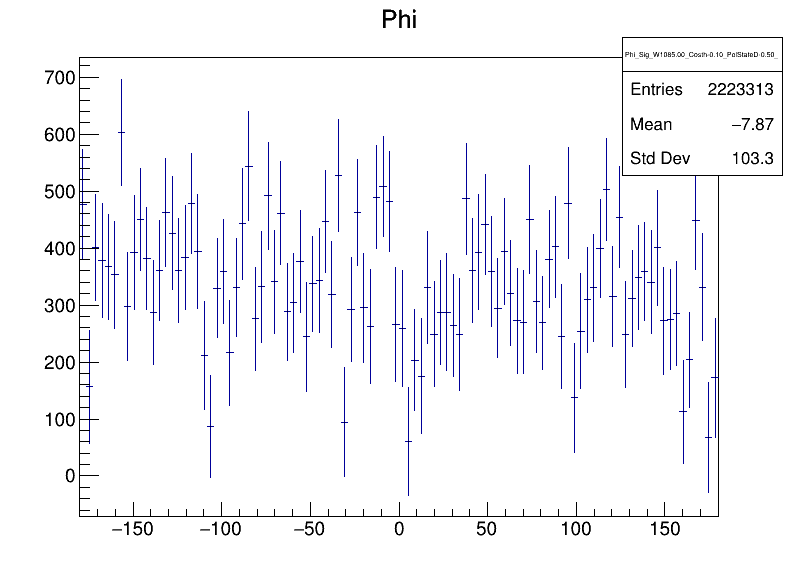 Phi
Phi_Sig_W1085.00_Costh-0.10_PolStateD-0.50_
Entries 2223313
Mean −7.87
Std Dev 103.3
700
600
500
400
300
200
100
0
−150 −100 −50 0 50 100 150